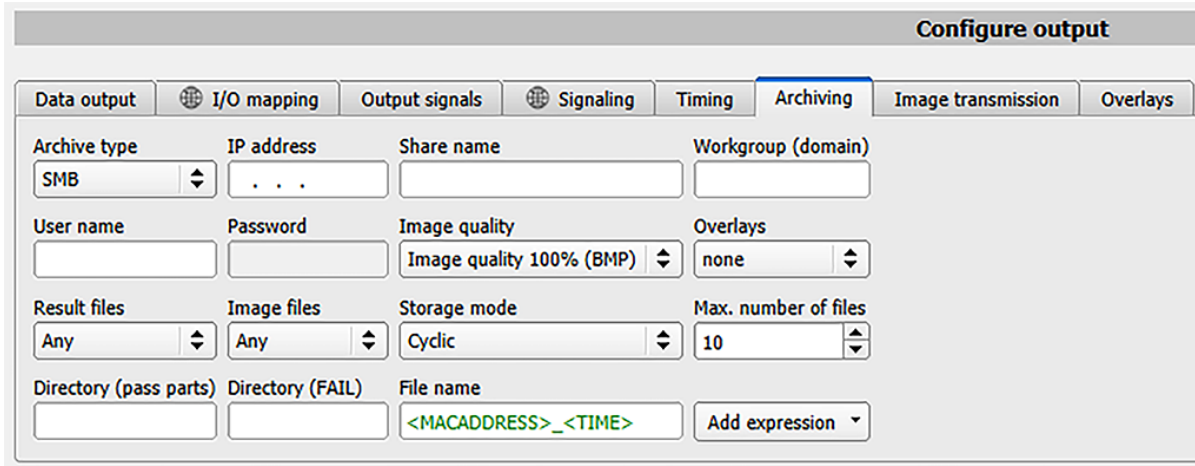 Configure output
Data output I/O mapping Output signals Signaling Timing Archiving Image transmission Overlays
Archive type IP address Share name Workgroup (domain)
SMB . . .
User name Password Image quality Overlays
Image quality 100% (BMP) none
Result files Image files Storage mode Max. number of files
Any Any Cyclic 10
Directory (pass parts) Directory (FAIL) File name
<MACADDRESS>_<TIME> Add expression